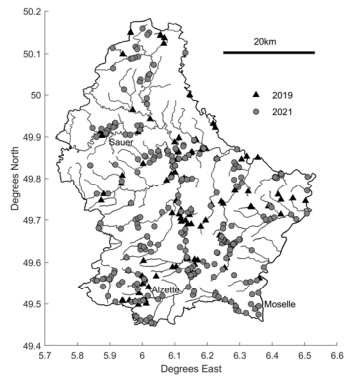 50.2
50.1
50
49.9
49.8
49.7
49.6
49.5
49.4
Degrees North
20km
2019
2021
Sauer
Alzette
Moselle
5.7 5.8 5.9 6 6.1 6.2 6.3 6.4 6.5 6.6
Degrees East